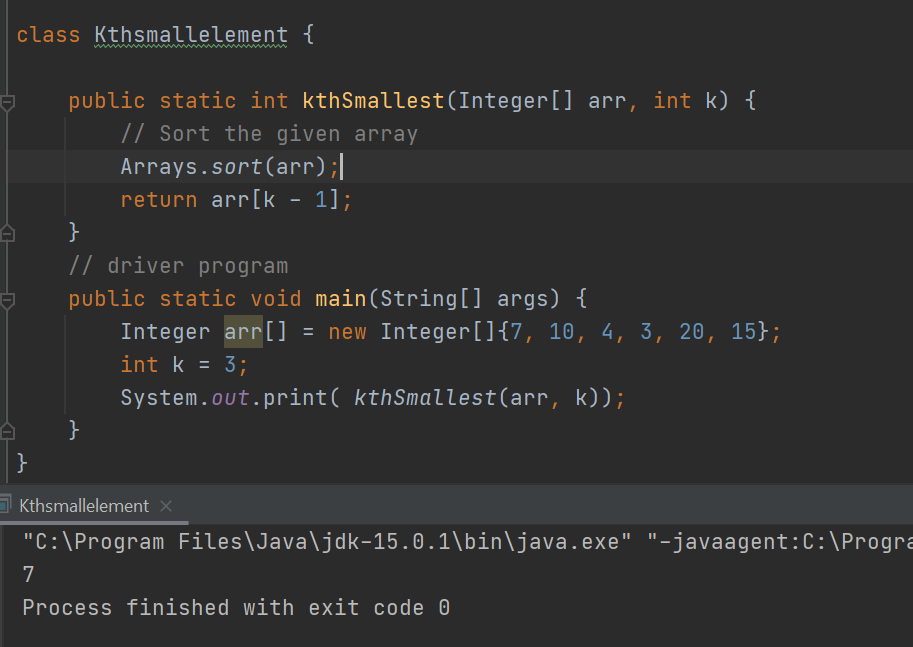 class Kthsmallelement {
public static int kthSmallest(Integer[] arr, int k) {
// Sort the given array
Arrays.sort(arr);
return arr[k - 1];
}
// driver program
public static void main(String[] args) {
Integer arr[] = new Integer[]{7, 10, 4, 3, 20, 15};
int k = 3;
System.out.print( kthSmallest(arr, k));
}
}
Kthsmallelement
"C:\Program Files\Java\jdk-15.0.1\bin\java.exe" "-javaagent:C:\Progra
7
Process finished with exit code 0